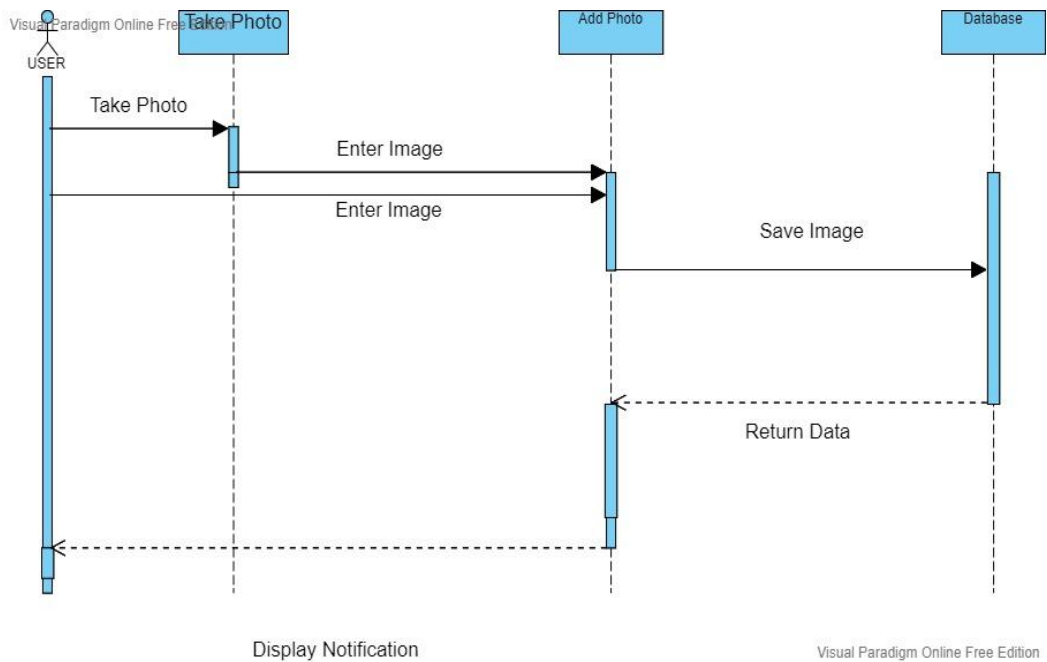 Visual Paradigm Online Free Edition
Take Photo
Add Photo
Database
USER
Take Photo
Enter Image
Enter Image
Save Image
Return Data
Display Notification
Visual Paradigm Online Free Edition